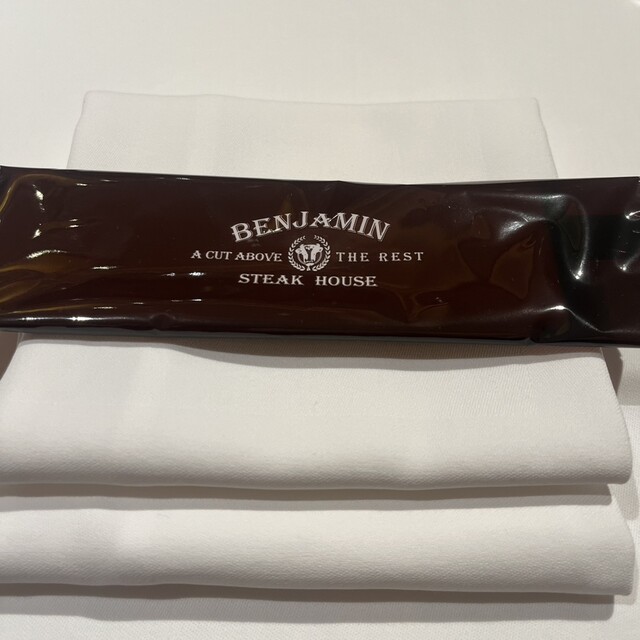 BENJAMIN
A CUT ABOVE THE REST
STEAK HOUSE